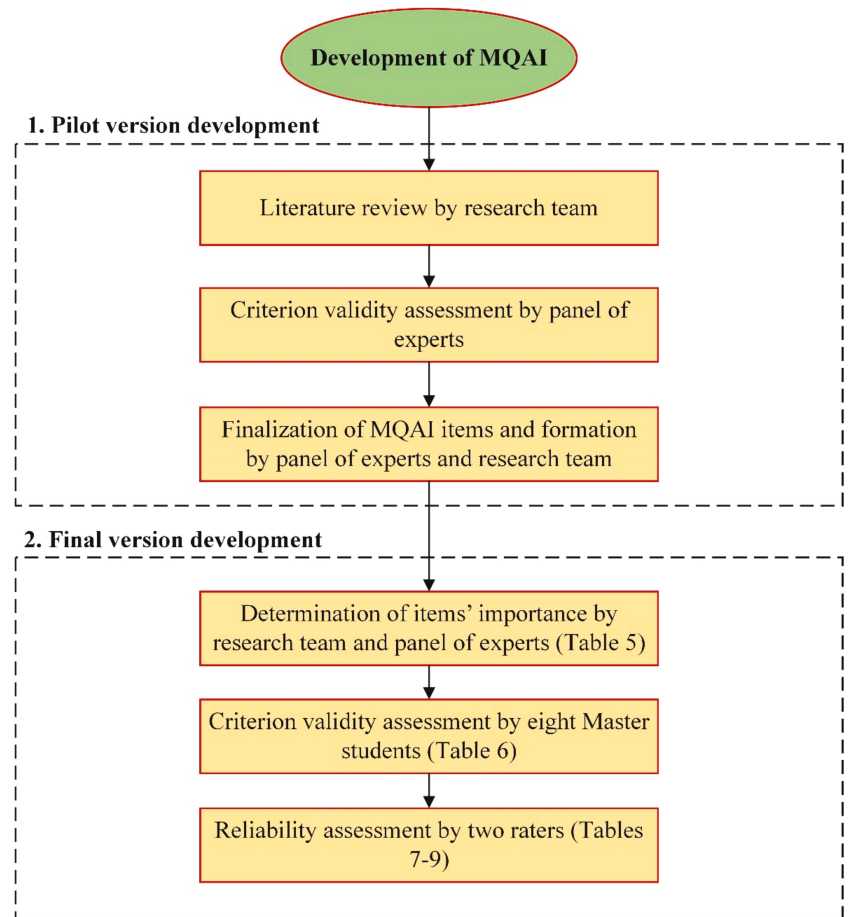 Development of MQAI
1. Pilot version development
Literature review by research team
Criterion validity assessment by panel of
experts
Finalization of MQAI items and formation
by panel of experts and research team
2. Final version development
Determination of items’ importance by
research team and panel of experts (Table 5)
Criterion validity assessment by eight Master
students (Table 6)
Reliability assessment by two raters (Tables
7-9)